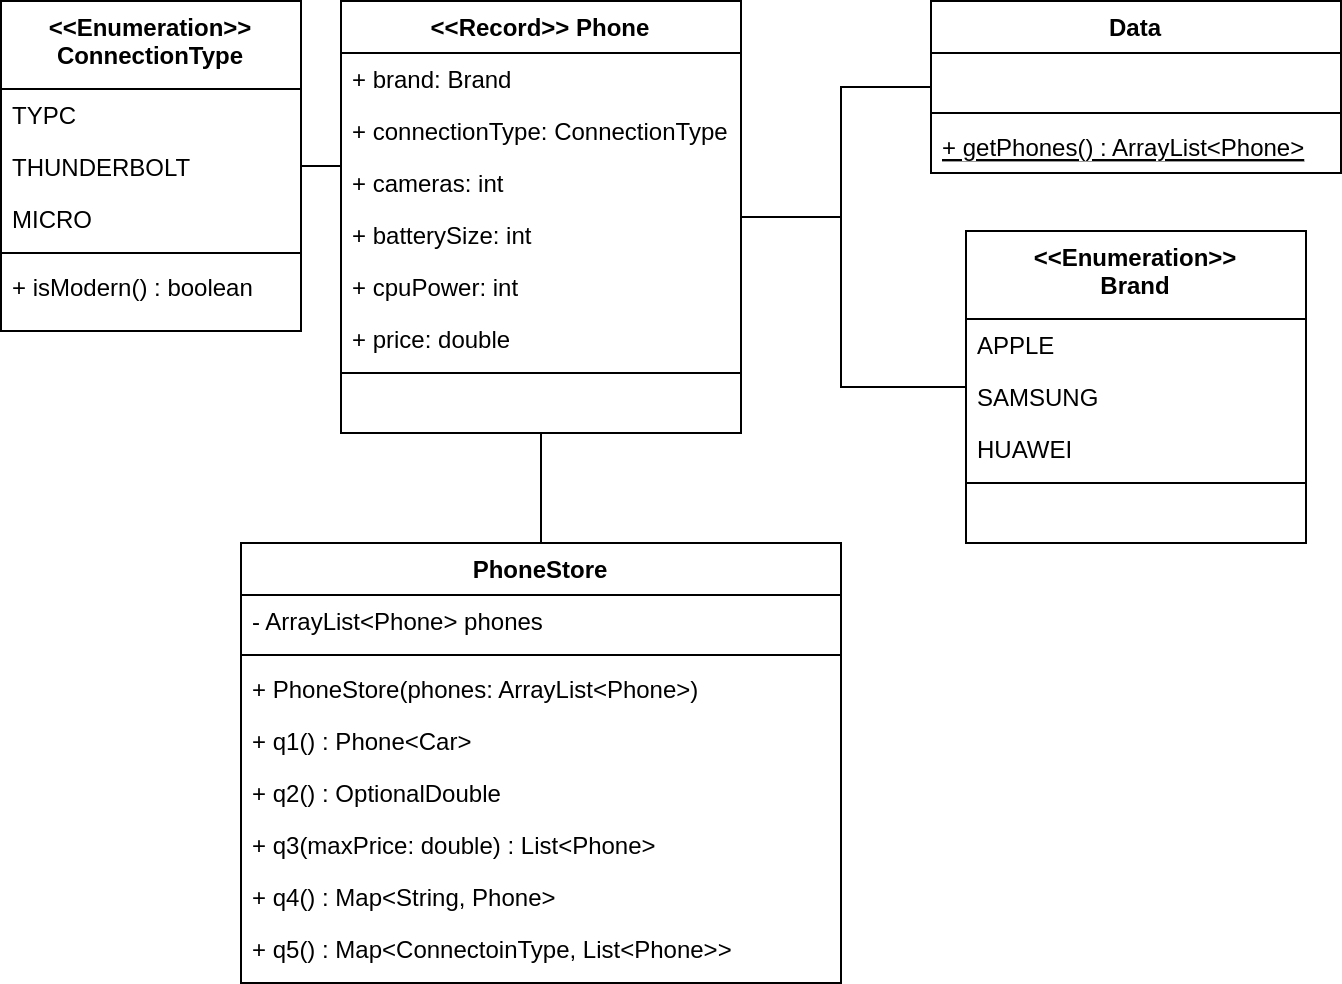 <<Enumeration>>
ConnectionType
TYPC
THUNDERBOLT
MICRO
+ isModern() : boolean
<<Record>> Phone
+ brand: Brand
+ connectionType: ConnectionType
+ cameras: int
+ batterySize: int
+ cpuPower: int
+ price: double
Data
+ getPhones() : ArrayList<Phone>
<<Enumeration>>
Brand
APPLE
SAMSUNG
HUAWEI
PhoneStore
- ArrayList<Phone> phones
+ PhoneStore(phones: ArrayList<Phone>)
+ q1() : Phone<Car>
+ q2() : OptionalDouble
+ q3(maxPrice: double) : List<Phone>
+ q4() : Map<String, Phone>
+ q5() : Map<ConnectoinType, List<Phone>>